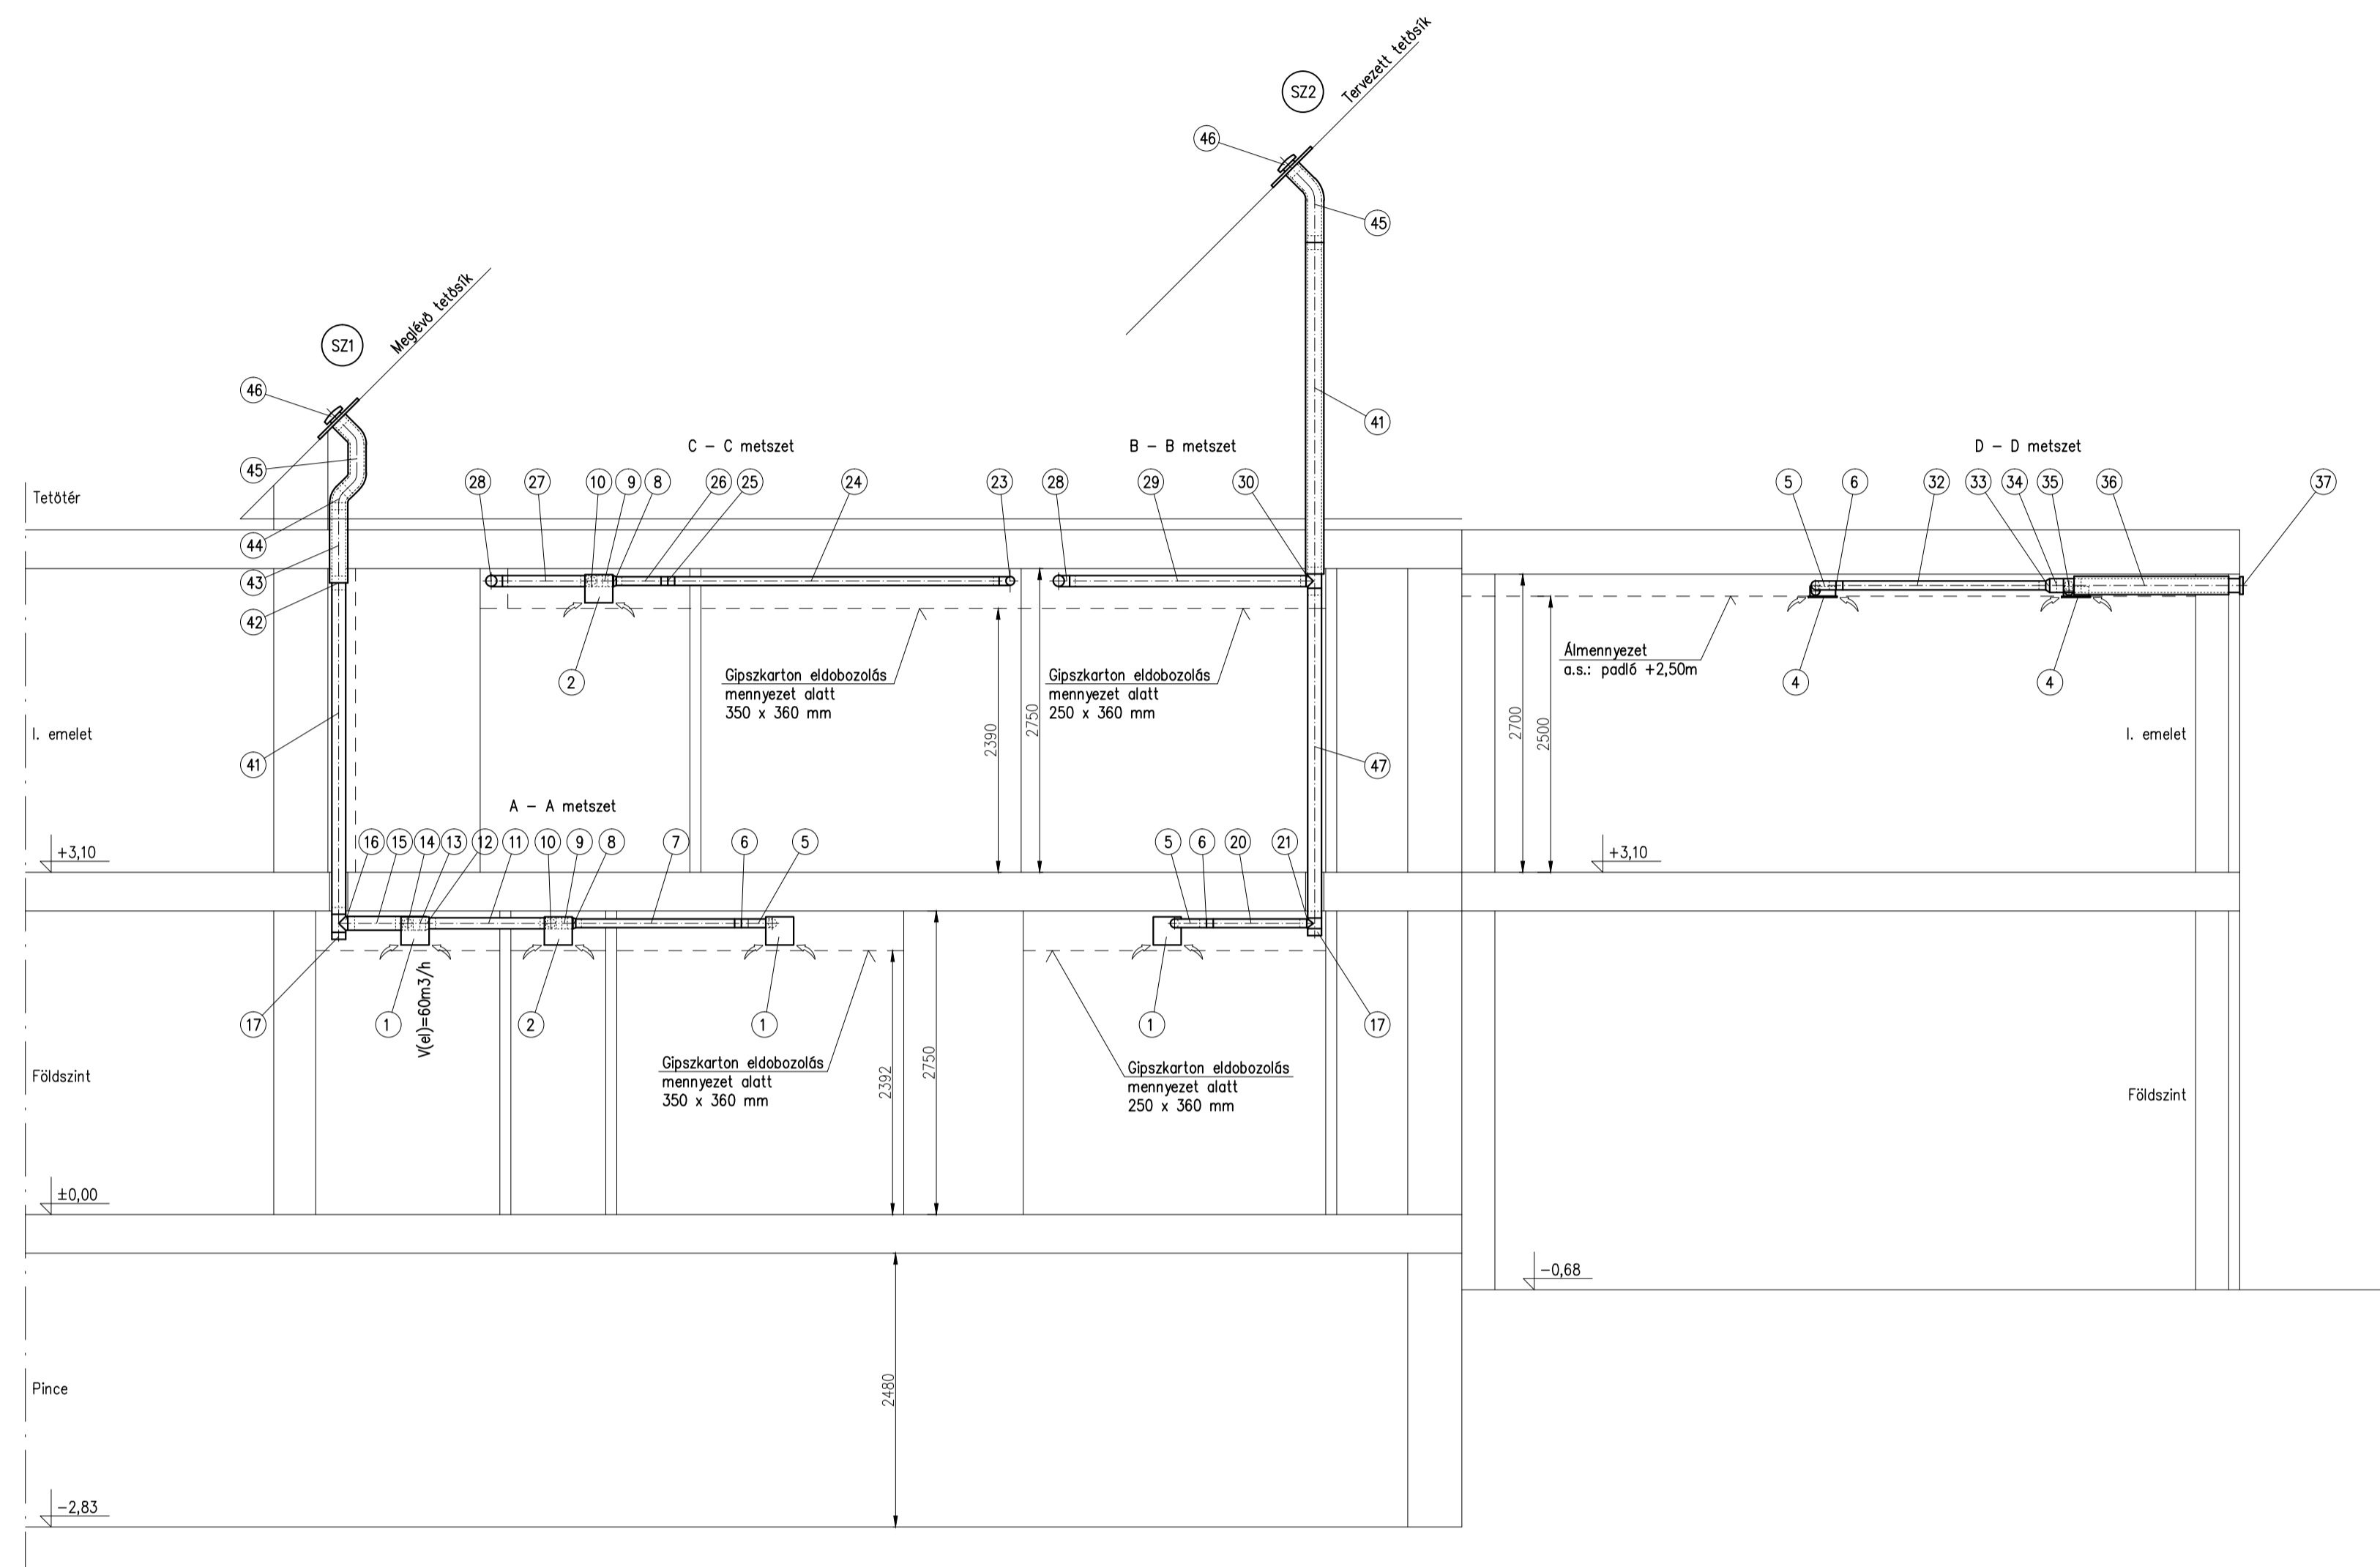 Tervezett tetősík
SZ2
46
45
Meglévő tetősík
SZ1
46
41
C - C metszet
B - B metszet
D - D metszet
45
28
27
10
9
8
26
25
24
23
28
29
30
5
6
32
33
34
35
36
37
Tetőtér
44
43
42
2
Gipszkarton eldobozolás
mennyezet alatt
350 x 360 mm
Gipszkarton eldobozolás
mennyezet alatt
250 x 360 mm
Álmennyezet
a.s.: padló +2,50m
4
4
2390
2750
2700
2500
I. emelet
I. emelet
41
47
A - A metszet
+3,10
16
15
14
13
12
11
10
9
8
7
6
5
5
6
20
21
+3,10
17
1
V(el)=60m3/h
2
1
1
17
Gipszkarton eldobozolás
mennyezet alatt
350 x 360 mm
2392
2750
Gipszkarton eldobozolás
mennyezet alatt
250 x 360 mm
Földszint
Földszint
±0,00
-0,68
Pince
2480
-2,83